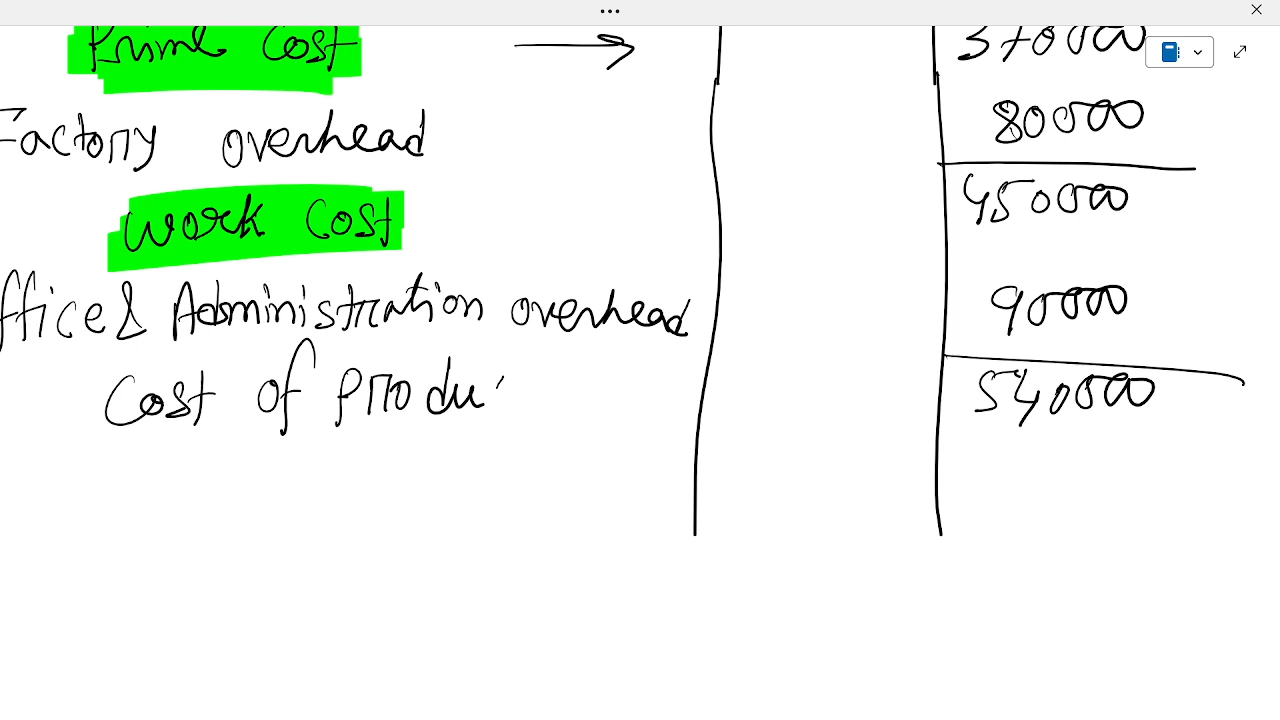 Prime Cost 370000
Factory overhead 80000
Work Cost 450000
Office & Administration overhead 90000
Cost of Produ 540000